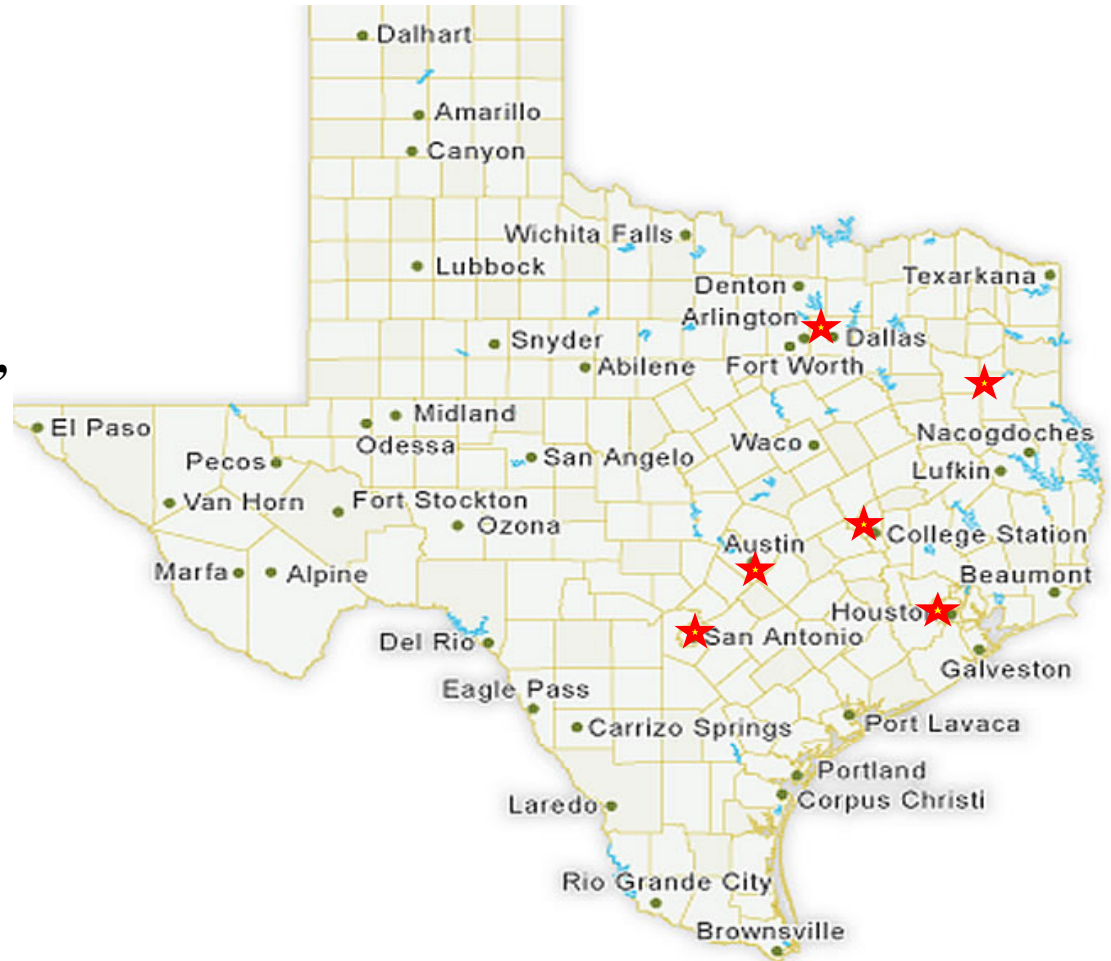 Dalhart
Amarillo
Canyon
Wichita Falls
Lubbock
Denton
Texarkana
Arlington
Snyder
Dallas
,
Abilene
Fort Worth
Midland
El Paso
Odessa
Waco
Nacogdoches
Pecos
San Angelo
Lufkin
Van Horn
Fort Stockton
Ozona
College Station
Austin
Marfa
Alpine
Beaumont
Housto
Del Rio
San Antonio
Galveston
Eagle Pass
Carrizo Springs
Port Lavaca
Portland
Laredo
Corpus Christi
Rio Grande City
Brownsville